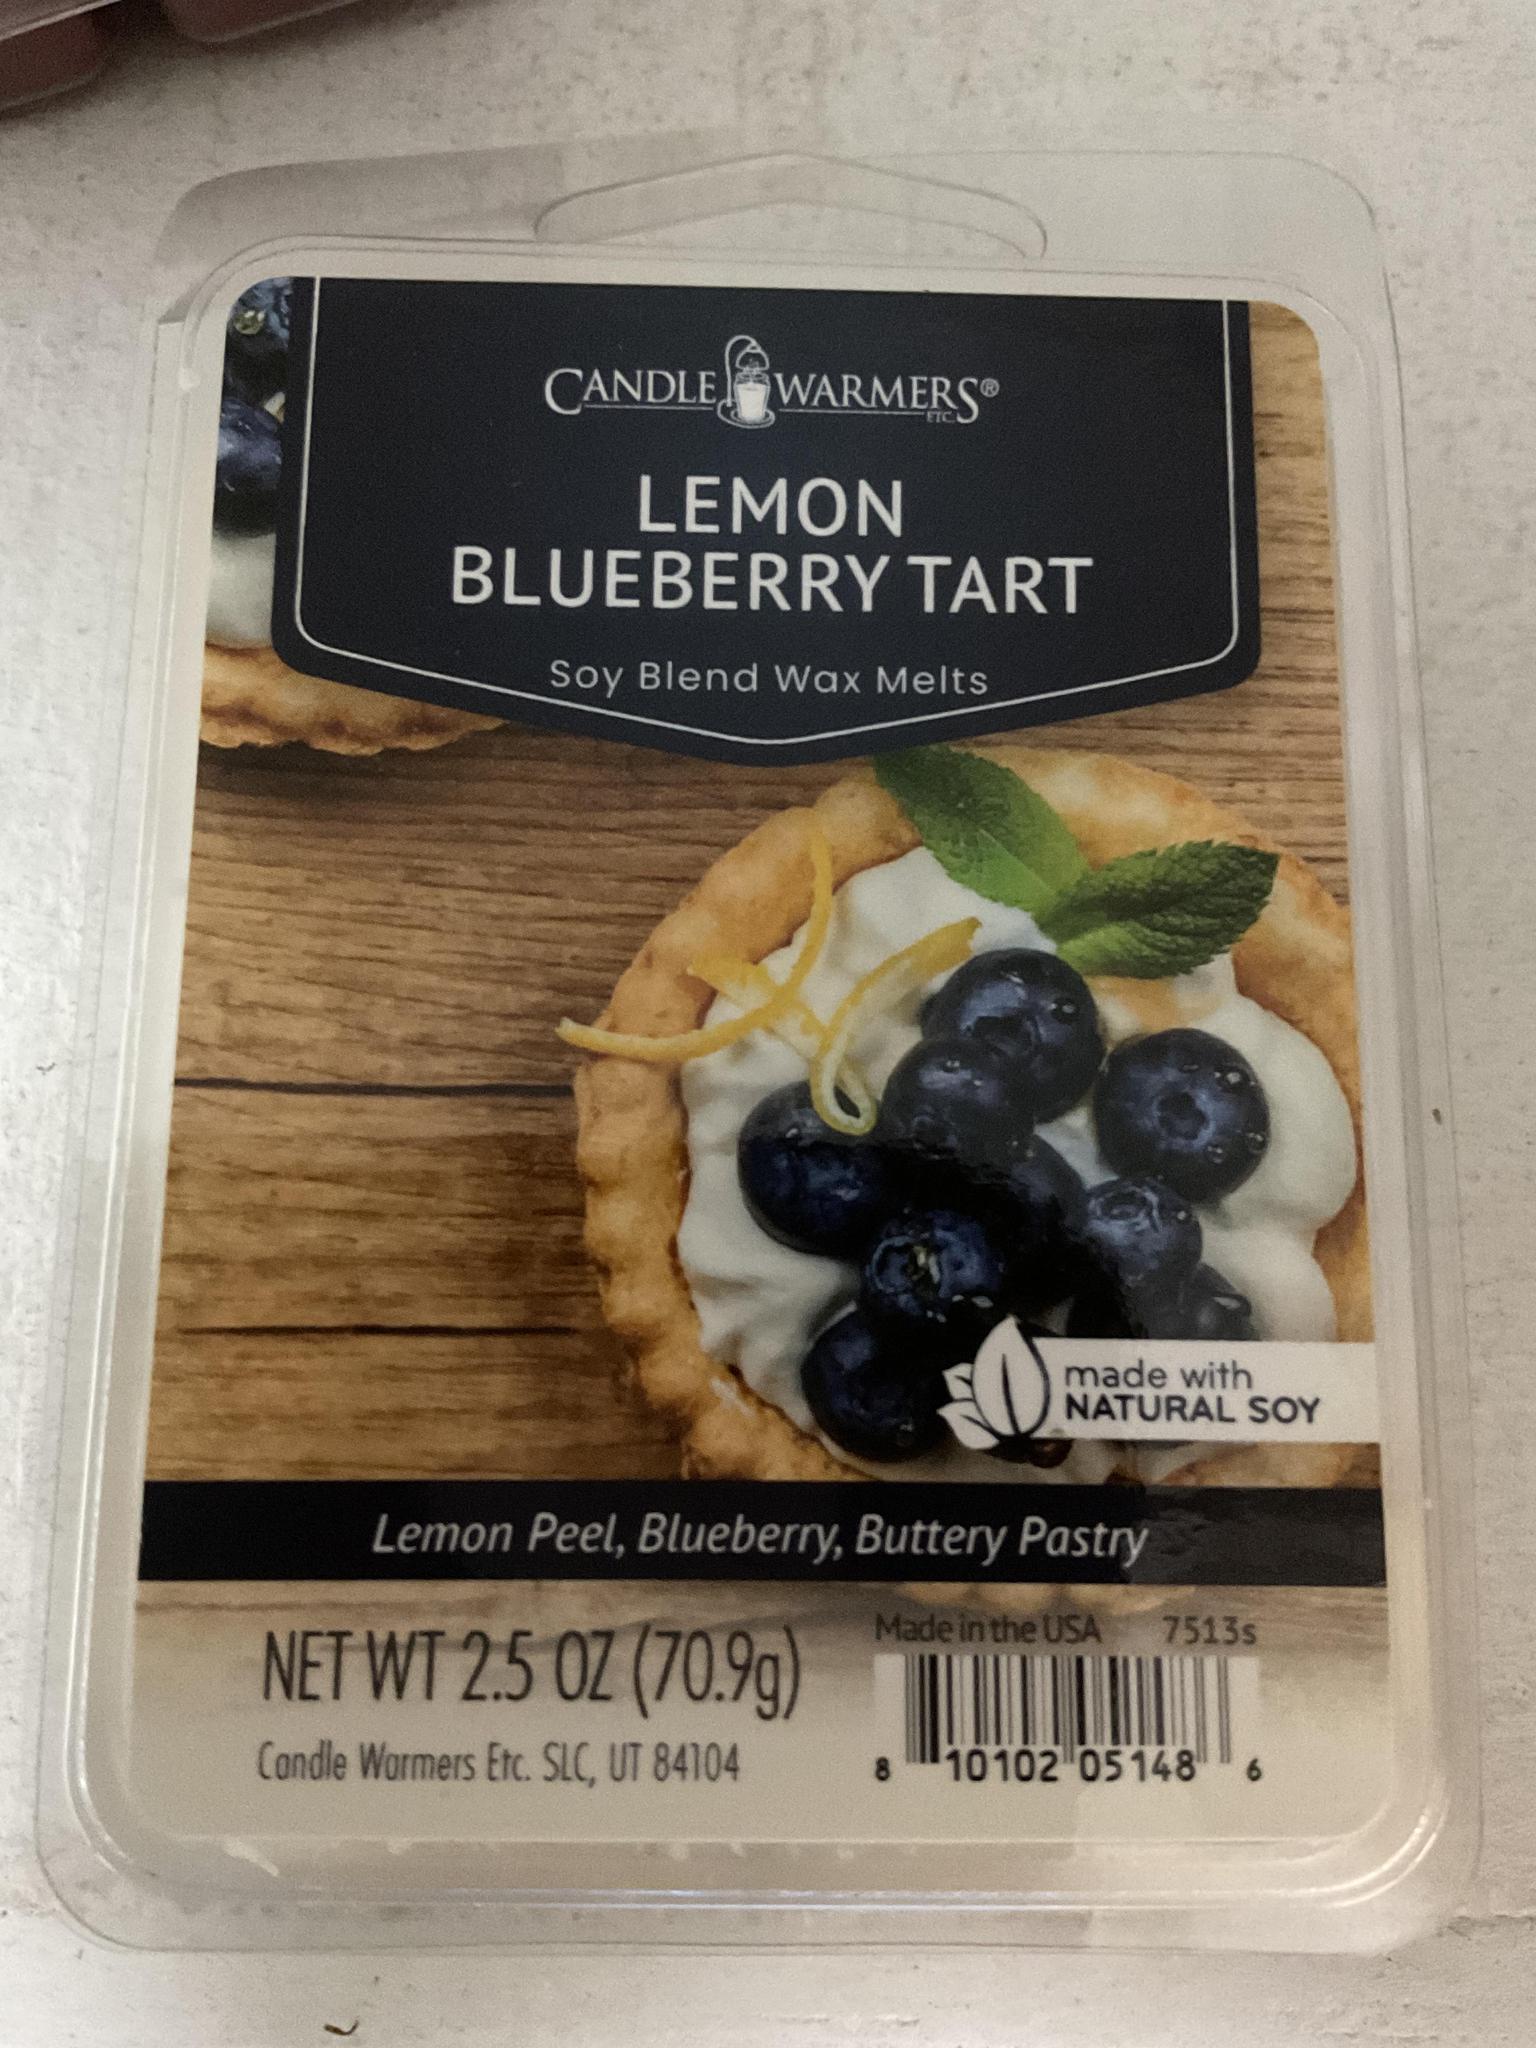 CANDLE WARMERS®
ETC.
LEMON
BLUEBERRY TART
Soy Blend Wax Melts
made with
NATURAL SOY
Lemon Peel, Blueberry, Buttery Pastry
Made in the USA 7513s
NET WT 2.5 OZ (70.9g)
Candle Warmers Etc. SLC, UT 84104
8 10102 05148 6